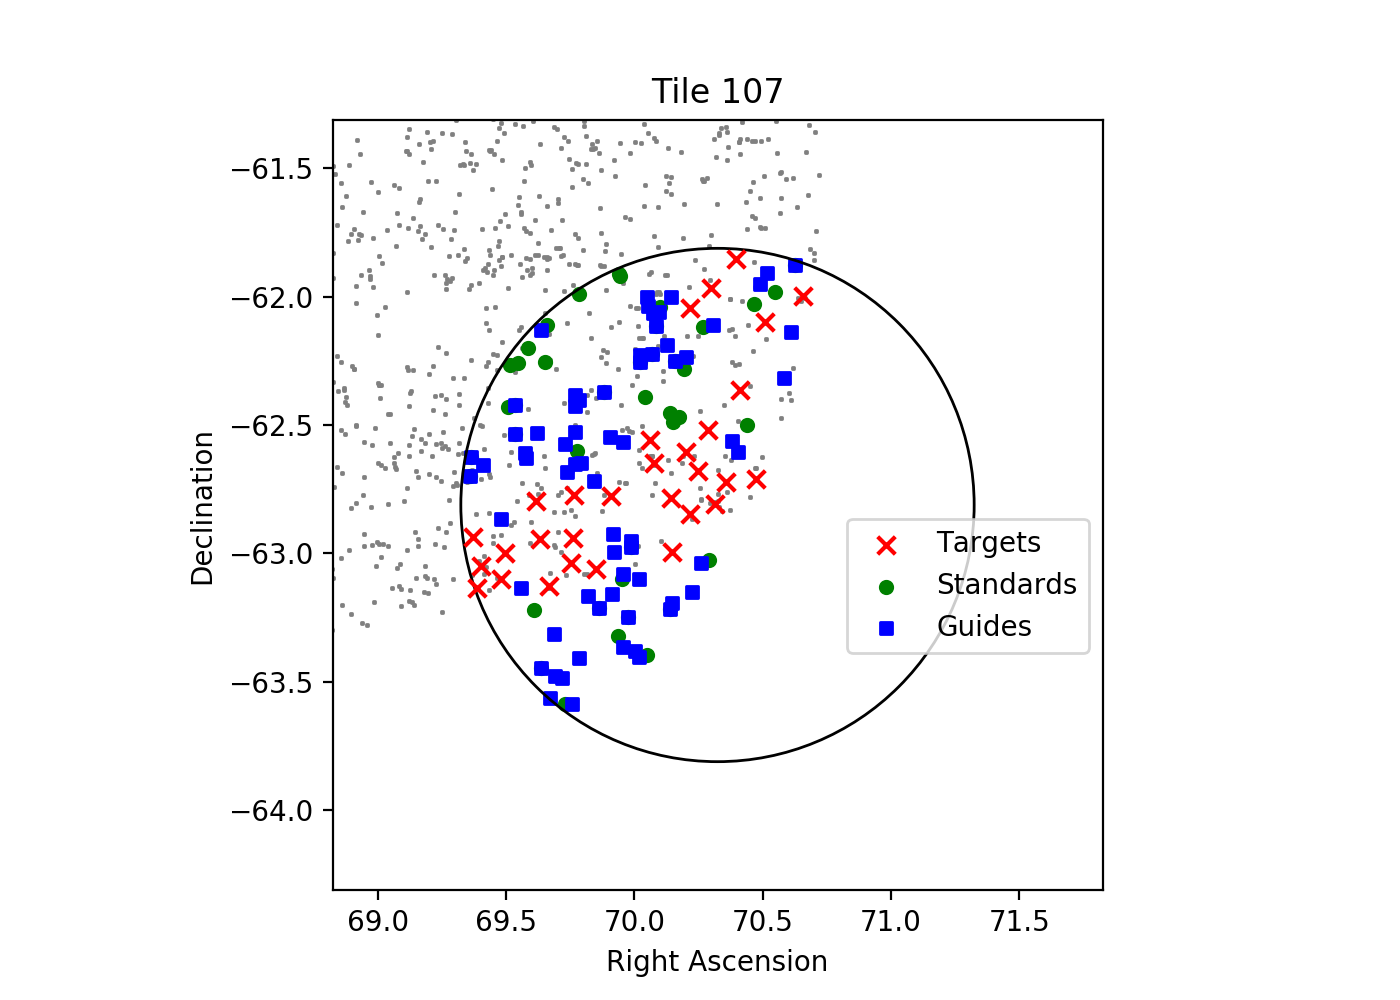 Tile 107
Declination
−61.5
−62.0
−62.5
−63.0
−63.5
−64.0
Targets
Standards
Guides
69.0 69.5 70.0 70.5 71.0 71.5
Right Ascension